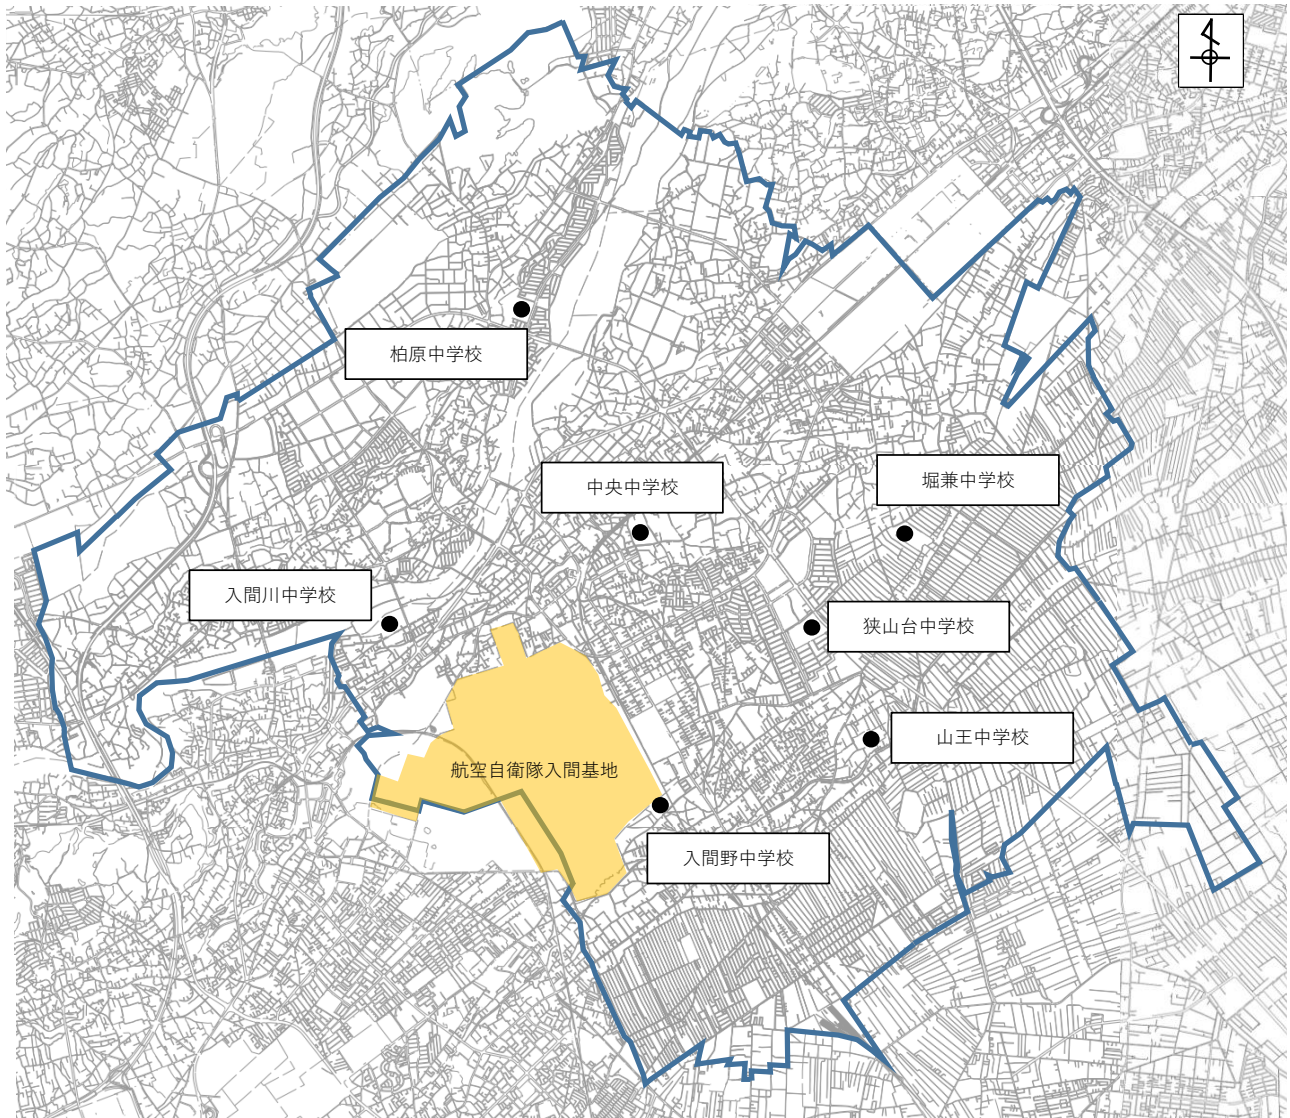 柏原中学校
中央中学校
堀兼中学校
入間川中学校
狭山台中学校
山王中学校
航空自衛隊入間基地
入間野中学校